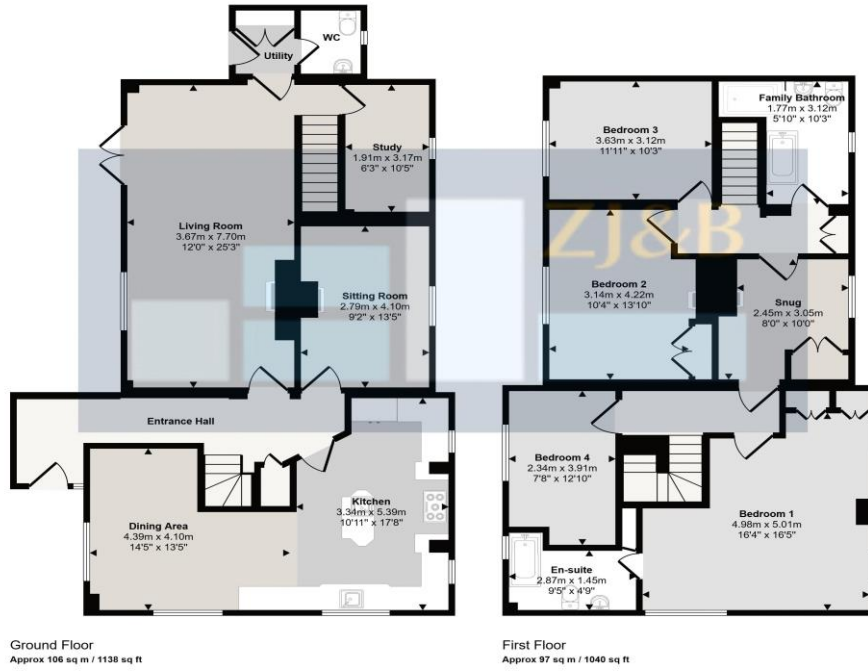 Utility
WC
Study
1.91m x 3.17m
6'3" x 10'5"
Living Room
3.67m x 7.70m
12'0" x 25'3"
Sitting Room
2.79m x 4.10m
9'2" x 13'5"
Entrance Hall
Kitchen
3.34m x 5.39m
10'11" x 17'8"
Dining Area
4.39m x 4.10m
14'5" x 13'5"
Ground Floor
Approx 106 sq m / 1138 sq ft
Family Bathroom
1.77m x 3.12m
5'10" x 10'3"
Bedroom 3
3.63m x 3.12m
11'11" x 10'3"
ZJ&B
Bedroom 2
3.14m x 4.22m
10'4" x 13'10"
Snug
2.45m x 3.05m
8'0" x 10'0"
Bedroom 4
2.34m x 3.91m
7'8" x 12'10"
Bedroom 1
4.98m x 5.01m
16'4" x 16'5"
En-suite
2.87m x 1.45m
9'5" x 4'9"
First Floor
Approx 97 sq m / 1040 sq ft